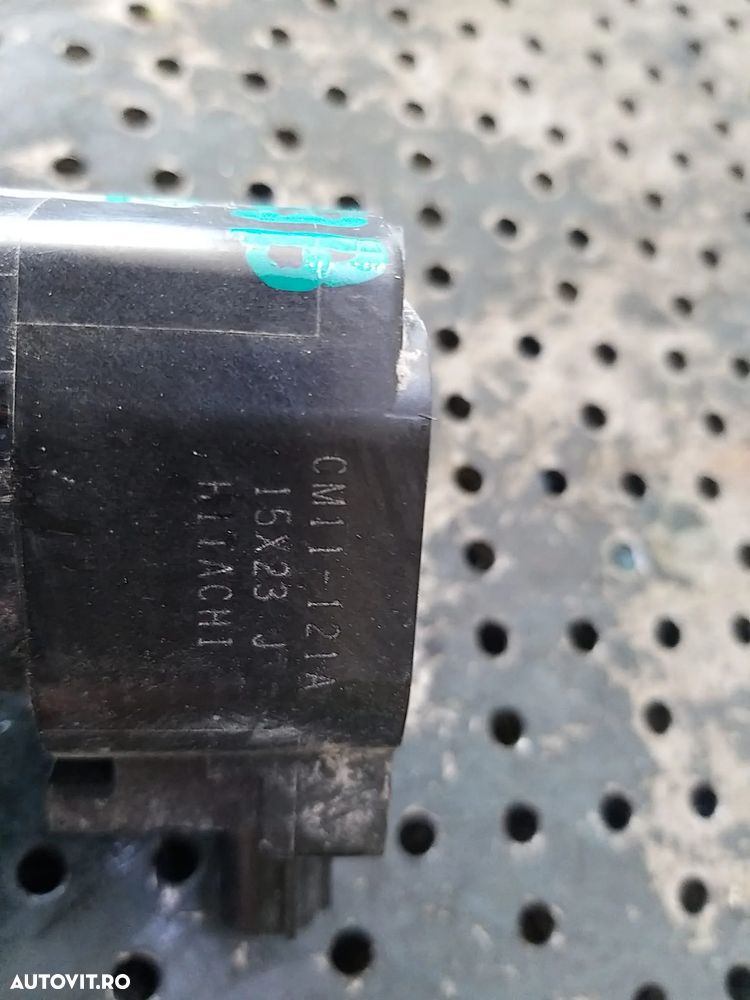 CM11-121A
15X23 J
HITACHI
AUTOVIT.RO